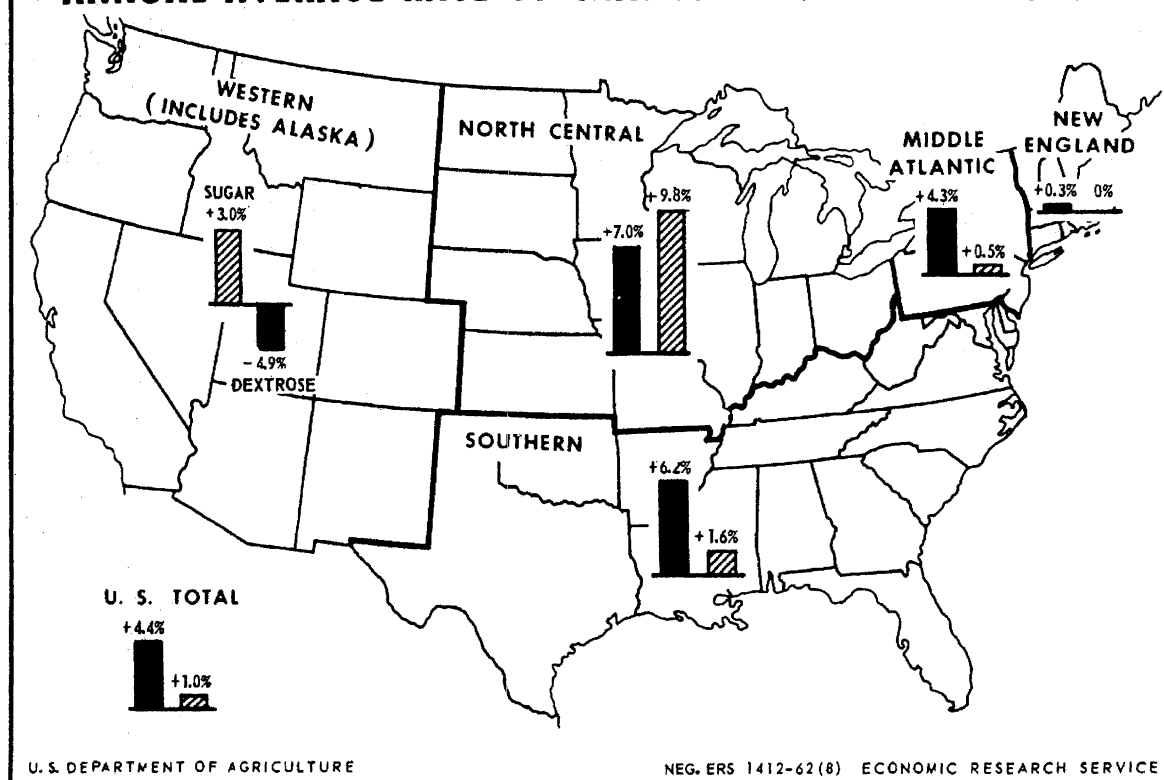 WESTERN
(INCLUDES ALASKA)
NORTH CENTRAL
MIDDLE
ATLANTIC
NEW
ENGLAND
SUGAR
+3.0%
-4.9%
DEXTROSE
+7.0%
+9.8%
+4.3%
+0.5%
+0.3% 0%
SOUTHERN
+6.2%
+1.6%
U. S. TOTAL
+4.4%
+1.0%
U. S. DEPARTMENT OF AGRICULTURE
NEG. ERS 1412-62(8) ECONOMIC RESEARCH SERVICE